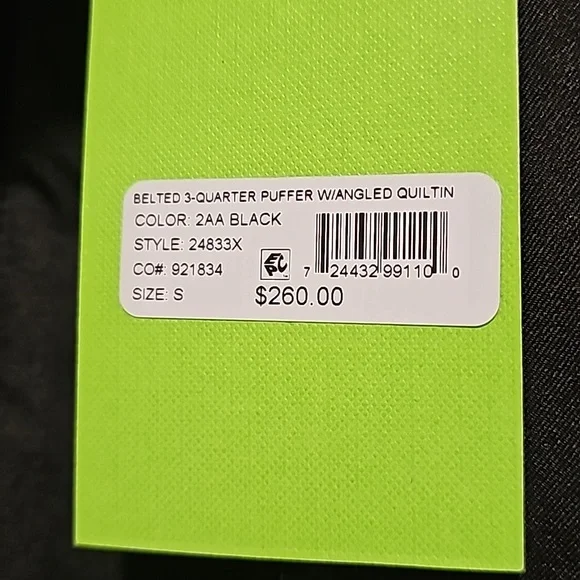 BELTED 3-QUARTER PUFFER W/ANGLED QUILTIN
COLOR: 2AA BLACK
STYLE: 24833X
CO#: 921834
7 24432 99110 0
SIZE: S
$260.00